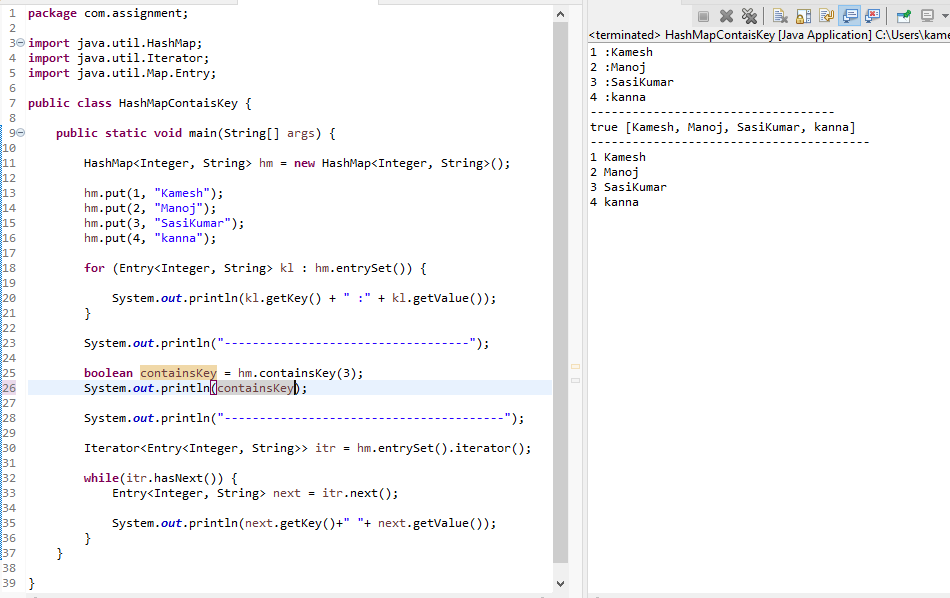 1 package com.assignment;
2
3 import java.util.HashMap;
4 import java.util.Iterator;
5 import java.util.Map.Entry;
6
7 public class HashMapContaisKey {
8
9     public static void main(String[] args) {
10
11         HashMap<Integer, String> hm = new HashMap<Integer, String>();
12
13         hm.put(1, "Kamesh");
14         hm.put(2, "Manoj");
15         hm.put(3, "SasiKumar");
16         hm.put(4, "kanna");
17
18         for (Entry<Integer, String> kl : hm.entrySet()) {
19
20             System.out.println(kl.getKey() + " :" + kl.getValue());
21         }
22
23         System.out.println("-----------------------------------");
24
25         boolean containsKey = hm.containsKey(3);
26         System.out.println(containsKey);
27
28         System.out.println("----------------------------------------");
29
30         Iterator<Entry<Integer, String>> itr = hm.entrySet().iterator();
31
32         while(itr.hasNext()) {
33             Entry<Integer, String> next = itr.next();
34
35             System.out.println(next.getKey()+" "+ next.getValue());
36         }
37     }
38
39 }
<terminated> HashMapContaisKey [Java Application] C:\Users\kame
1 :Kamesh
2 :Manoj
3 :SasiKumar
4 :kanna
-----------------------------------
true [Kamesh, Manoj, SasiKumar, kanna]
----------------------------------------
1 Kamesh
2 Manoj
3 SasiKumar
4 kanna